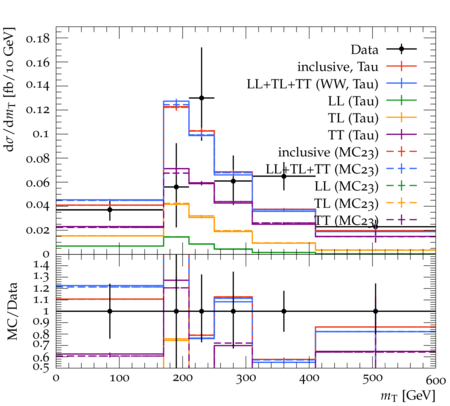 dσ/dmT [fb/10 GeV]
0.18
0.16
0.14
0.12
0.1
0.08
0.06
0.04
0.02
0
Data
inclusive, Tau
LL+TL+TT (WW, Tau)
LL (Tau)
TL (Tau)
TT (Tau)
inclusive (MC23)
LL+TL+TT (MC23)
LL (MC23)
TL (MC23)
TT (MC23)
MC/Data
1.4
1.3
1.2
1.1
1
0.9
0.8
0.7
0.6
0.5
0 100 200 300 400 500 600
mT [GeV]